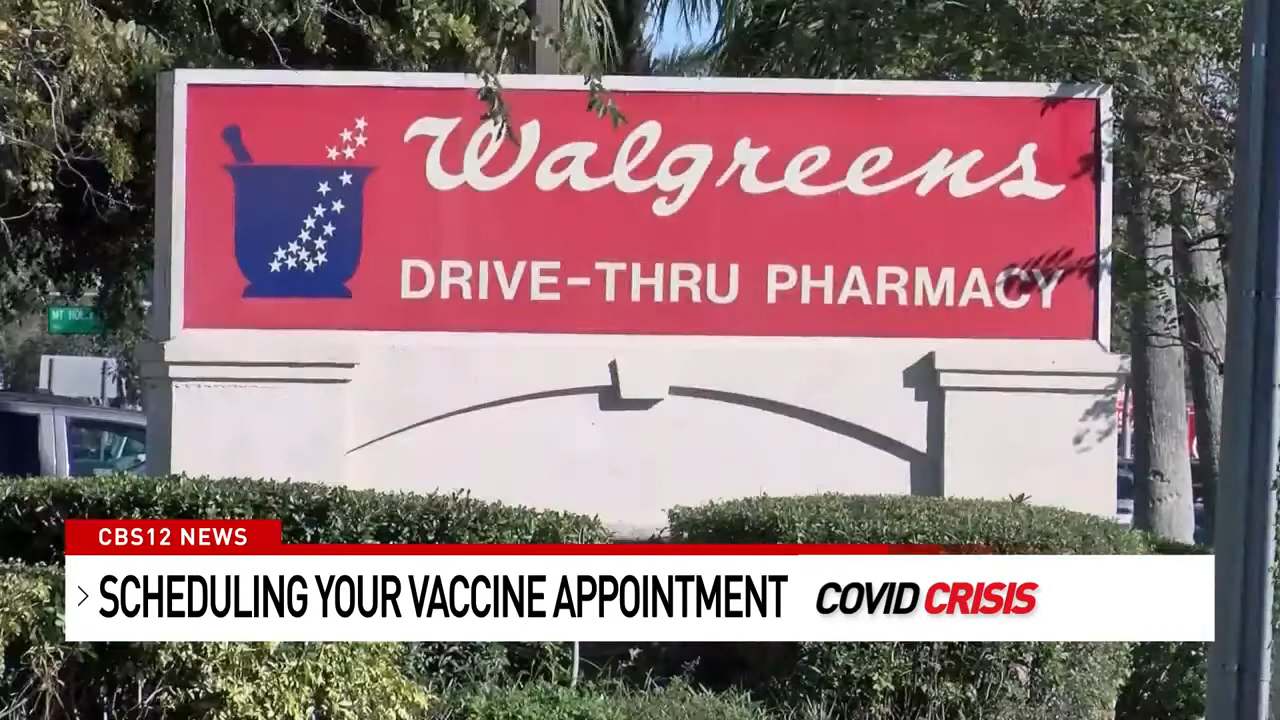 Walgreens
DRIVE-THRU PHARMACY
CBS12 NEWS
SCHEDULING YOUR VACCINE APPOINTMENT
COVID CRISIS